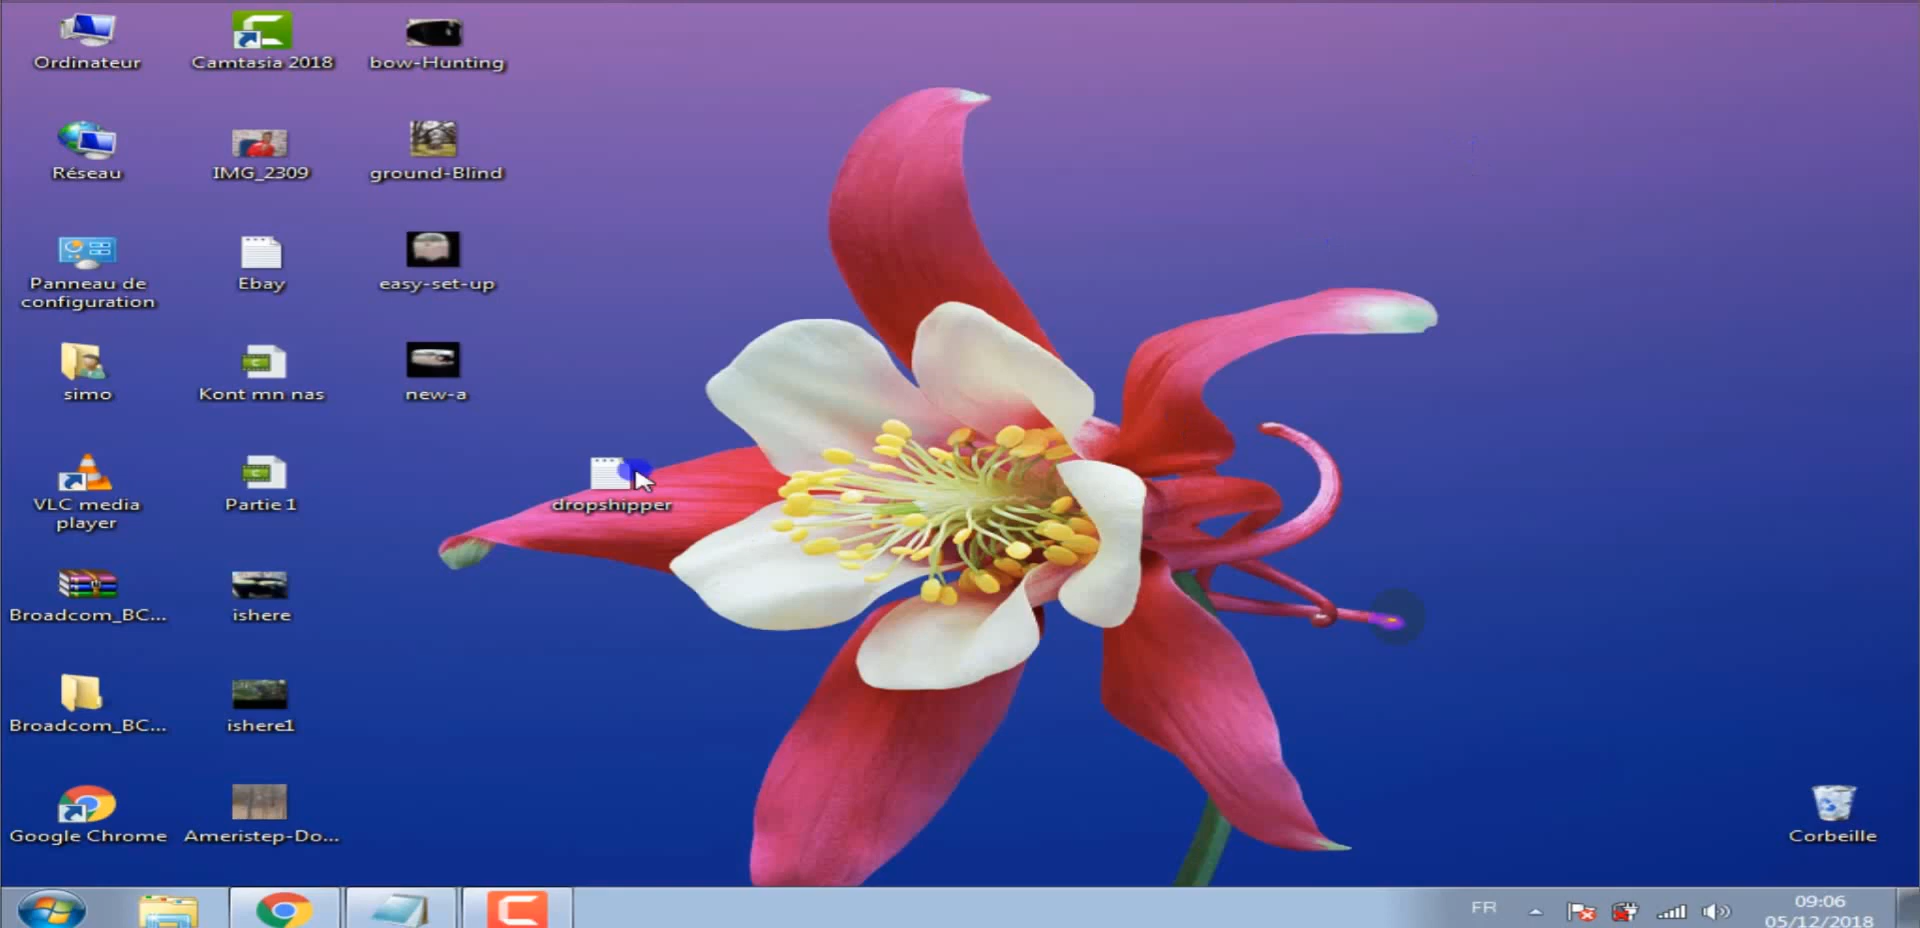 Ordinateur
Camtasia 2018
bow-Hunting
Réseau
IMG_2309
ground-Blind
Panneau de
configuration
Ebay
easy-set-up
simo
Kont mn nas
new-a
VLC media
player
Partie 1
dropshipper
Broadcom_BC...
ishere
Broadcom_BC...
ishere1
Google Chrome
Ameristep-Do...
Corbeille
FR
09:06
05/12/2018